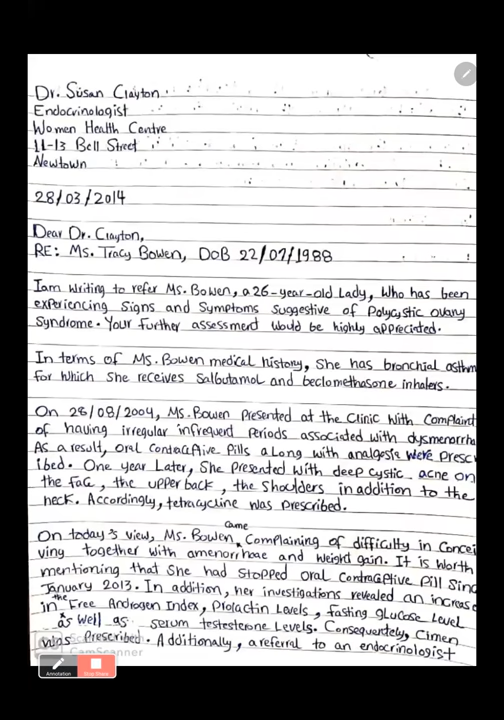 Dr. Susan Clayton
Endocrinologist
Women Health Centre
11-13 Bell Street
Newtown
28/03/2014
Dear Dr. Clayton,
RE: Ms. Tracy Bowen, DOB 22/07/1988
I am writing to refer Ms. Bowen, a 26-year-old Lady, Who has been
experiencing Signs and Symptoms suggestive of Polycystic ovary
Syndrome. Your Further assessment would be highly appreciated.
In terms of Ms. Bowen medical history, She has bronchial asthm
for which she receives Salbutamol and beclomethasone inhalers.
On 28/08/2004, Ms. Bowen Presented at the Clinic With Complaint
of having irregular infrequent Periods associated with dysmenorrha
As a result, oral Contraceptive Pills along with analgesic were Presc
ibed. One year Later, She Presented With deep cystic acne on
the Fac, the upper back, the Shoulders in addition to the
neck. Accordingly, tetracycline was Prescribed.
On today's view, Ms. Bowen came Complaining of difficulty in Concei
ving together with amenorrhae and weight gain. It is Worth
mentioning that She had Stopped oral Contraceptive Pill Sinc
January 2013. In addition, her investigations revealed an increase
in the Free Androgen Index, Prolactin Levels, fasting glucose Level
as well as serum testesterone Levels. Consequently, Clmen
was Prescribed. Additionally, a referral to an endocrinologist
CamScanner
Annotation